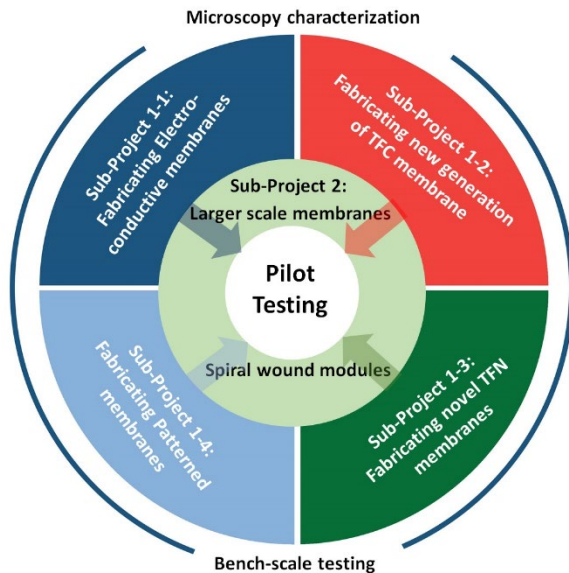 Microscopy characterization
Sub-Project 1-1:
Fabricating Electro-
conductive membranes
Sub-Project 1-2:
Fabricating new generation
of TFC membrane
Sub-Project 2:
Larger scale membranes
Pilot
Testing
Spiral wound modules
Sub-Project 1-4:
Fabricating Patterned
membranes
Sub-Project 1-3:
Fabricating novel TFN
membranes
Bench-scale testing